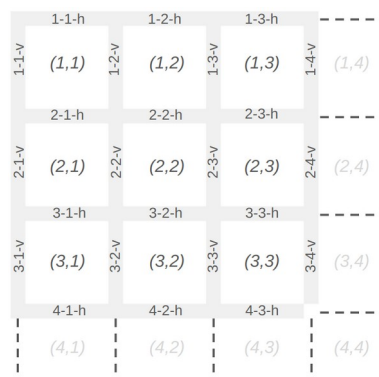 1-1-h 1-2-h 1-3-h
1-1-v (1,1) 1-2-v (1,2) 1-3-v (1,3) 1-4-v (1,4)
2-1-h 2-2-h 2-3-h
2-1-v (2,1) 2-2-v (2,2) 2-3-v (2,3) 2-4-v (2,4)
3-1-h 3-2-h 3-3-h
3-1-v (3,1) 3-2-v (3,2) 3-3-v (3,3) 3-4-v (3,4)
4-1-h 4-2-h 4-3-h
(4,1) (4,2) (4,3) (4,4)